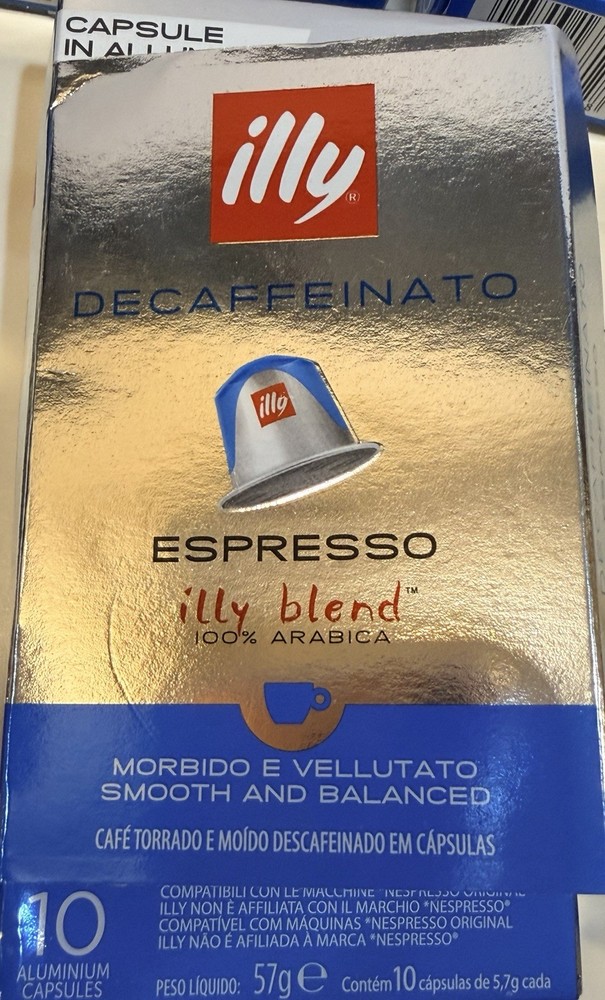 CAPSULE
IN ALLUM
illy®
DECAFFEINATO
illy
ESPRESSO
illy blend™
100% ARABICA
MORBIDO E VELLUTATO
SMOOTH AND BALANCED
CAFÉ TORRADO E MOÍDO DESCAFEINADO EM CÁPSULAS
10
ALUMINIUM
CAPSULES
COMPATIBILI CON LE MACCHINE *NESPRESSO ORIGINAL
ILLY NON È AFFILIATA CON IL MARCHIO *NESPRESSO®
COMPATÍVEL COM MÁQUINAS *NESPRESSO ORIGINAL
ILLY NÃO É AFILIADA À MARCA *NESPRESSO®
PESO LÍQUIDO: 57g e Contém 10 cápsulas de 5,7g cada